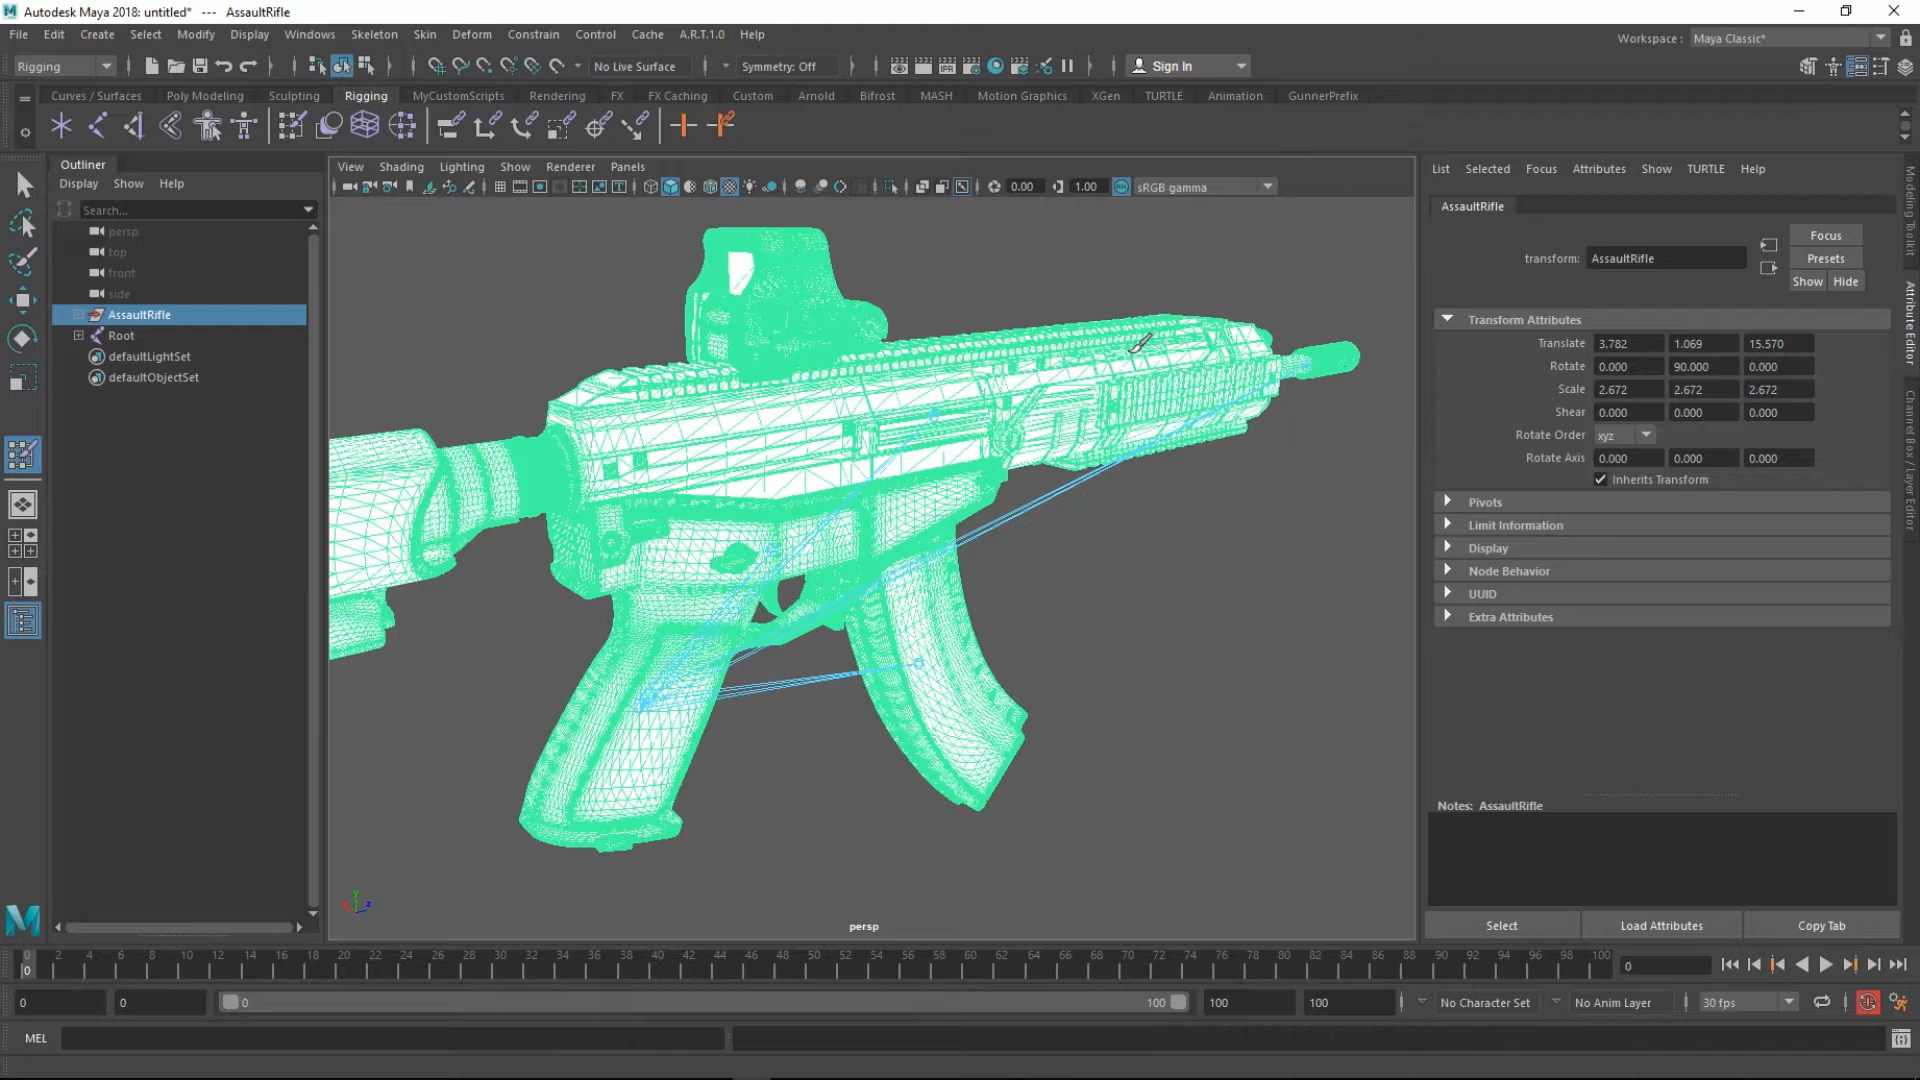 Autodesk Maya 2018: untitled* --- AssaultRifle
File Edit Create Select Modify Display Windows Skeleton Skin Deform Constrain Control Cache A.R.T.1.0 Help
Workspace : Maya Classic*
Rigging No Live Surface Symmetry: Off IPR Sign In
Curves / Surfaces Poly Modeling Sculpting Rigging MyCustomScripts Rendering FX FX Caching Custom Arnold Bifrost MASH Motion Graphics XGen TURTLE Animation GunnerPrefix
Outliner
Display Show Help
Search...
persp
top
front
side
AssaultRifle
Root
defaultLightSet
defaultObjectSet
View Shading Lighting Show Renderer Panels
0.00 1.00 sRGB gamma
persp
List Selected Focus Attributes Show TURTLE Help
AssaultRifle
transform: AssaultRifle
Focus
Presets
Show Hide
Transform Attributes
Translate 3.782 1.069 15.570
Rotate 0.000 90.000 0.000
Scale 2.672 2.672 2.672
Shear 0.000 0.000 0.000
Rotate Order xyz
Rotate Axis 0.000 0.000 0.000
Inherits Transform
Pivots
Limit Information
Display
Node Behavior
UUID
Extra Attributes
Notes: AssaultRifle
Select Load Attributes Copy Tab
Modeling Toolkit
Attribute Editor
Channel Box / Layer Editor
0 2 4 6 8 10 12 14 16 18 20 22 24 26 28 30 32 34 36 38 40 42 44 46 48 50 52 54 56 58 60 62 64 66 68 70 72 74 76 78 80 82 84 86 88 90 92 94 96 98 100
0 0
0 0 0 100 100 100 No Character Set No Anim Layer 30 fps
MEL